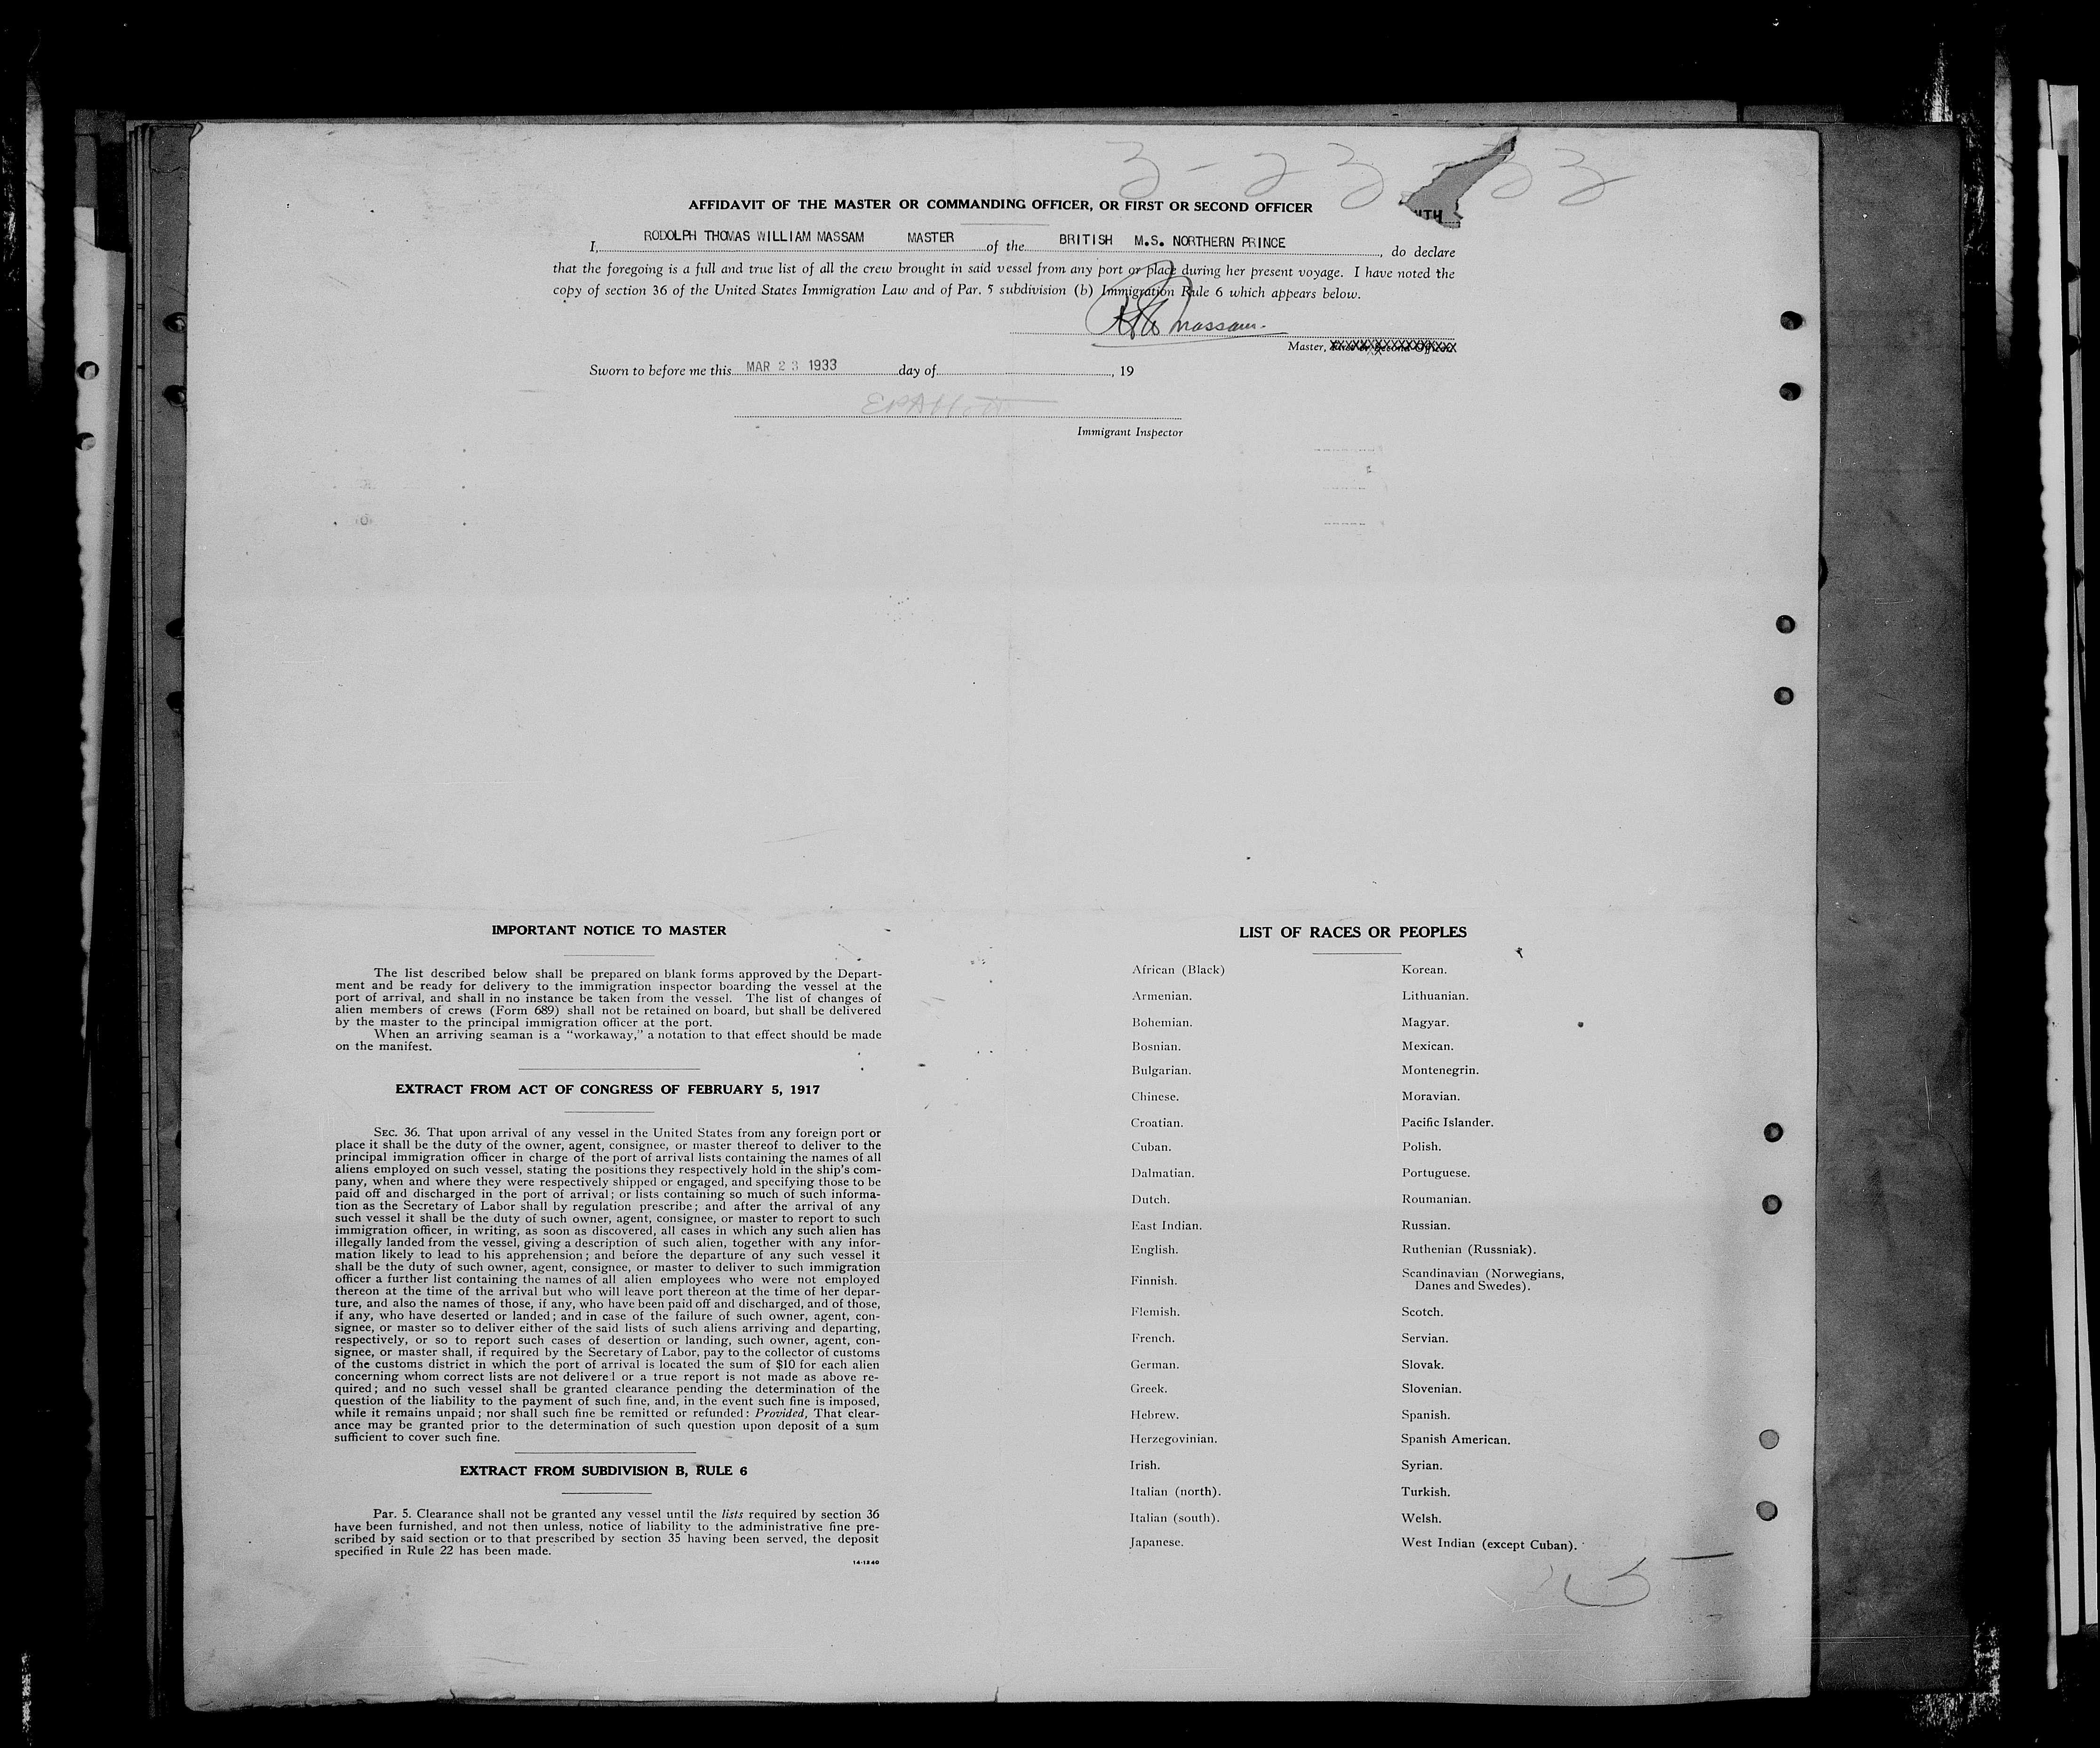 3-23 33
AFFIDAVIT OF THE MASTER OR COMMANDING OFFICER, OR FIRST OR SECOND OFFICER
I, RODOLPH THOMAS WILLIAM MASSAM MASTER of the BRITISH M.S. NORTHERN PRINCE, do declare
that the foregoing is a full and true list of all the crew brought in said vessel from any port or place during her present voyage. I have noted the
copy of section 36 of the United States Immigration Law and of Par. 5 subdivision (b) Immigration Rule 6 which appears below.
Massam.
Master, First or Second Officer.
Sworn to before me this MAR 23 1933 day of , 19
Immigrant Inspector
IMPORTANT NOTICE TO MASTER
The list described below shall be prepared on blank forms approved by the Depart-
ment and be ready for delivery to the immigration inspector boarding the vessel at the
port of arrival, and shall in no instance be taken from the vessel. The list of changes of
alien members of crews (Form 689) shall not be retained on board, but shall be delivered
by the master to the principal immigration officer at the port.
When an arriving seaman is a "workaway," a notation to that effect should be made
on the manifest.
EXTRACT FROM ACT OF CONGRESS OF FEBRUARY 5, 1917
SEC. 36. That upon arrival of any vessel in the United States from any foreign port or
place it shall be the duty of the owner, agent, consignee, or master thereof to deliver to the
principal immigration officer in charge of the port of arrival lists containing the names of all
aliens employed on such vessel, stating the positions they respectively hold in the ship's com-
pany, when and where they were respectively shipped or engaged, and specifying those to be
paid off and discharged in the port of arrival; or lists containing so much of such informa-
tion as the Secretary of Labor shall by regulation prescribe; and after the arrival of any
such vessel it shall be the duty of such owner, agent, consignee, or master to report to such
immigration officer, in writing, as soon as discovered, all cases in which any such alien has
illegally landed from the vessel, giving a description of such alien, together with any infor-
mation likely to lead to his apprehension; and before the departure of any such vessel it
shall be the duty of such owner, agent, consignee, or master to deliver to such immigration
officer a further list containing the names of all alien employees who were not employed
thereon at the time of the arrival but who will leave port thereon at the time of her depar-
ture, and also the names of those, if any, who have been paid off and discharged, and of those,
if any, who have deserted or landed; and in case of the failure of such owner, agent, con-
signee, or master so to deliver either of the said lists of such aliens arriving and departing,
respectively, or so to report such cases of desertion or landing, such owner, agent, con-
signee, or master shall, if required by the Secretary of Labor, pay to the collector of customs
of the customs district in which the port of arrival is located the sum of $10 for each alien
concerning whom correct lists are not delivered or a true report is not made as above re-
quired; and no such vessel shall be granted clearance pending the determination of the
question of the liability to the payment of such fine, and, in the event such fine is imposed,
while it remains unpaid; nor shall such fine be remitted or refunded: Provided, That clear-
ance may be granted prior to the determination of such question upon deposit of a sum
sufficient to cover such fine.
EXTRACT FROM SUBDIVISION B, RULE 6
Par. 5. Clearance shall not be granted any vessel until the lists required by section 36
have been furnished, and not then unless, notice of liability to the administrative fine pre-
scribed by said section or to that prescribed by section 35 having been served, the deposit
specified in Rule 22 has been made.
14-1240
LIST OF RACES OR PEOPLES
African (Black)
Armenian.
Bohemian.
Bosnian.
Bulgarian.
Chinese.
Croatian.
Cuban.
Dalmatian.
Dutch.
East Indian.
English.
Finnish.
Flemish.
French.
German.
Greek.
Hebrew.
Herzegovinian.
Irish.
Italian (north).
Italian (south).
Japanese.
Korean.
Lithuanian.
Magyar.
Mexican.
Montenegrin.
Moravian.
Pacific Islander.
Polish.
Portuguese.
Roumanian.
Russian.
Ruthenian (Russniak).
Scandinavian (Norwegians,
Danes and Swedes).
Scotch.
Servian.
Slovak.
Slovenian.
Spanish.
Spanish American.
Syrian.
Turkish.
Welsh.
West Indian (except Cuban).